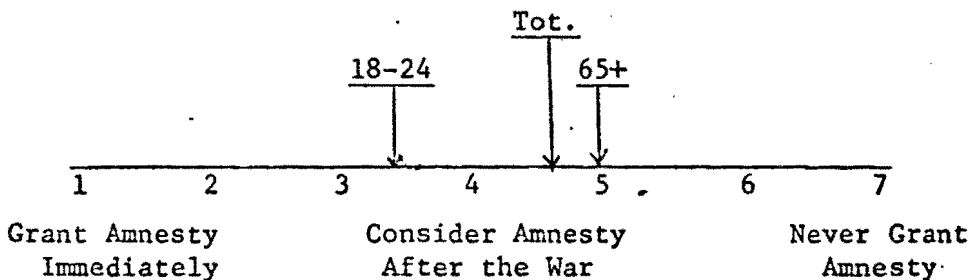 Tot.
18-24 65+
1 2 3 4 5 6 7
Grant Amnesty Consider Amnesty Never Grant
Immediately After the War Amnesty